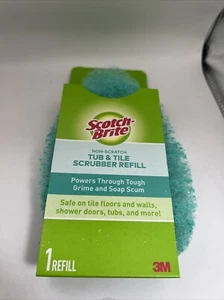 Scotch-
Brite
NON-SCRATCH
TUB & TILE
SCRUBBER REFILL
Powers Through Tough
Grime and Soap Scum
Safe on tile floors and walls,
shower doors, tubs, and more!
1 REFILL
3M